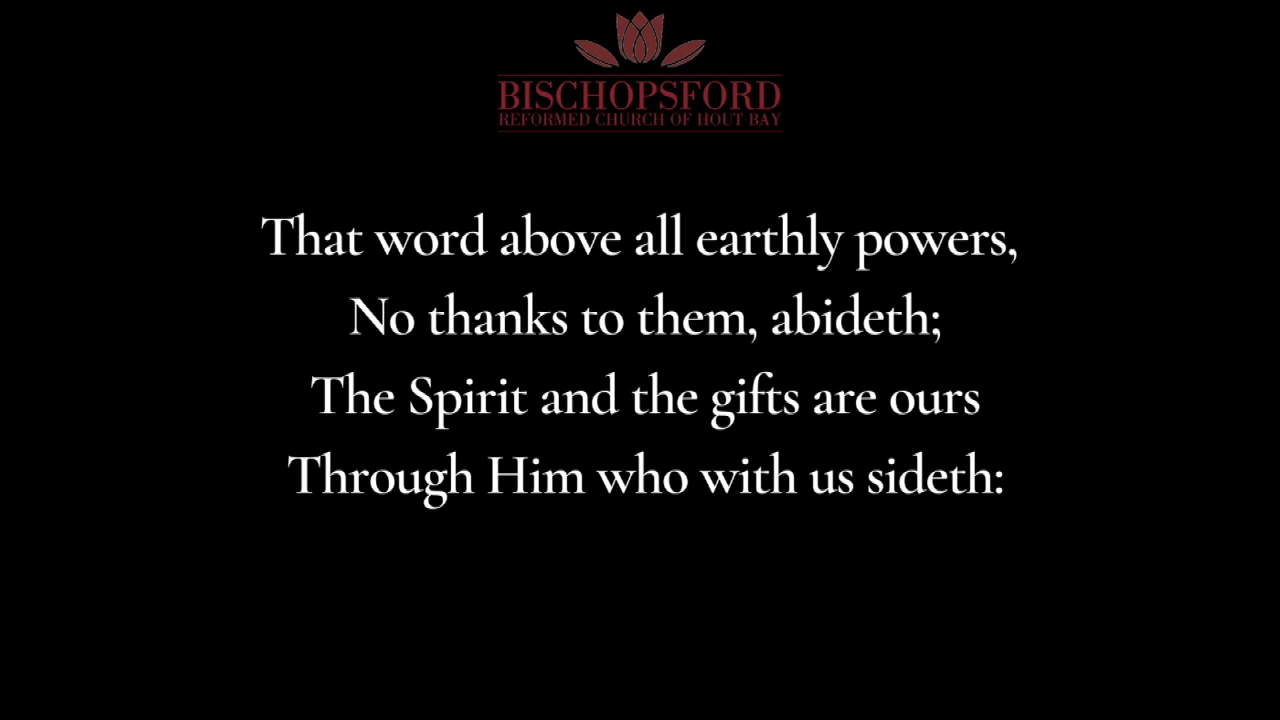 BISCHOPSFORD
REFORMED CHURCH OF HOUT BAY
That word above all earthly powers,
No thanks to them, abideth;
The Spirit and the gifts are ours
Through Him who with us sideth: